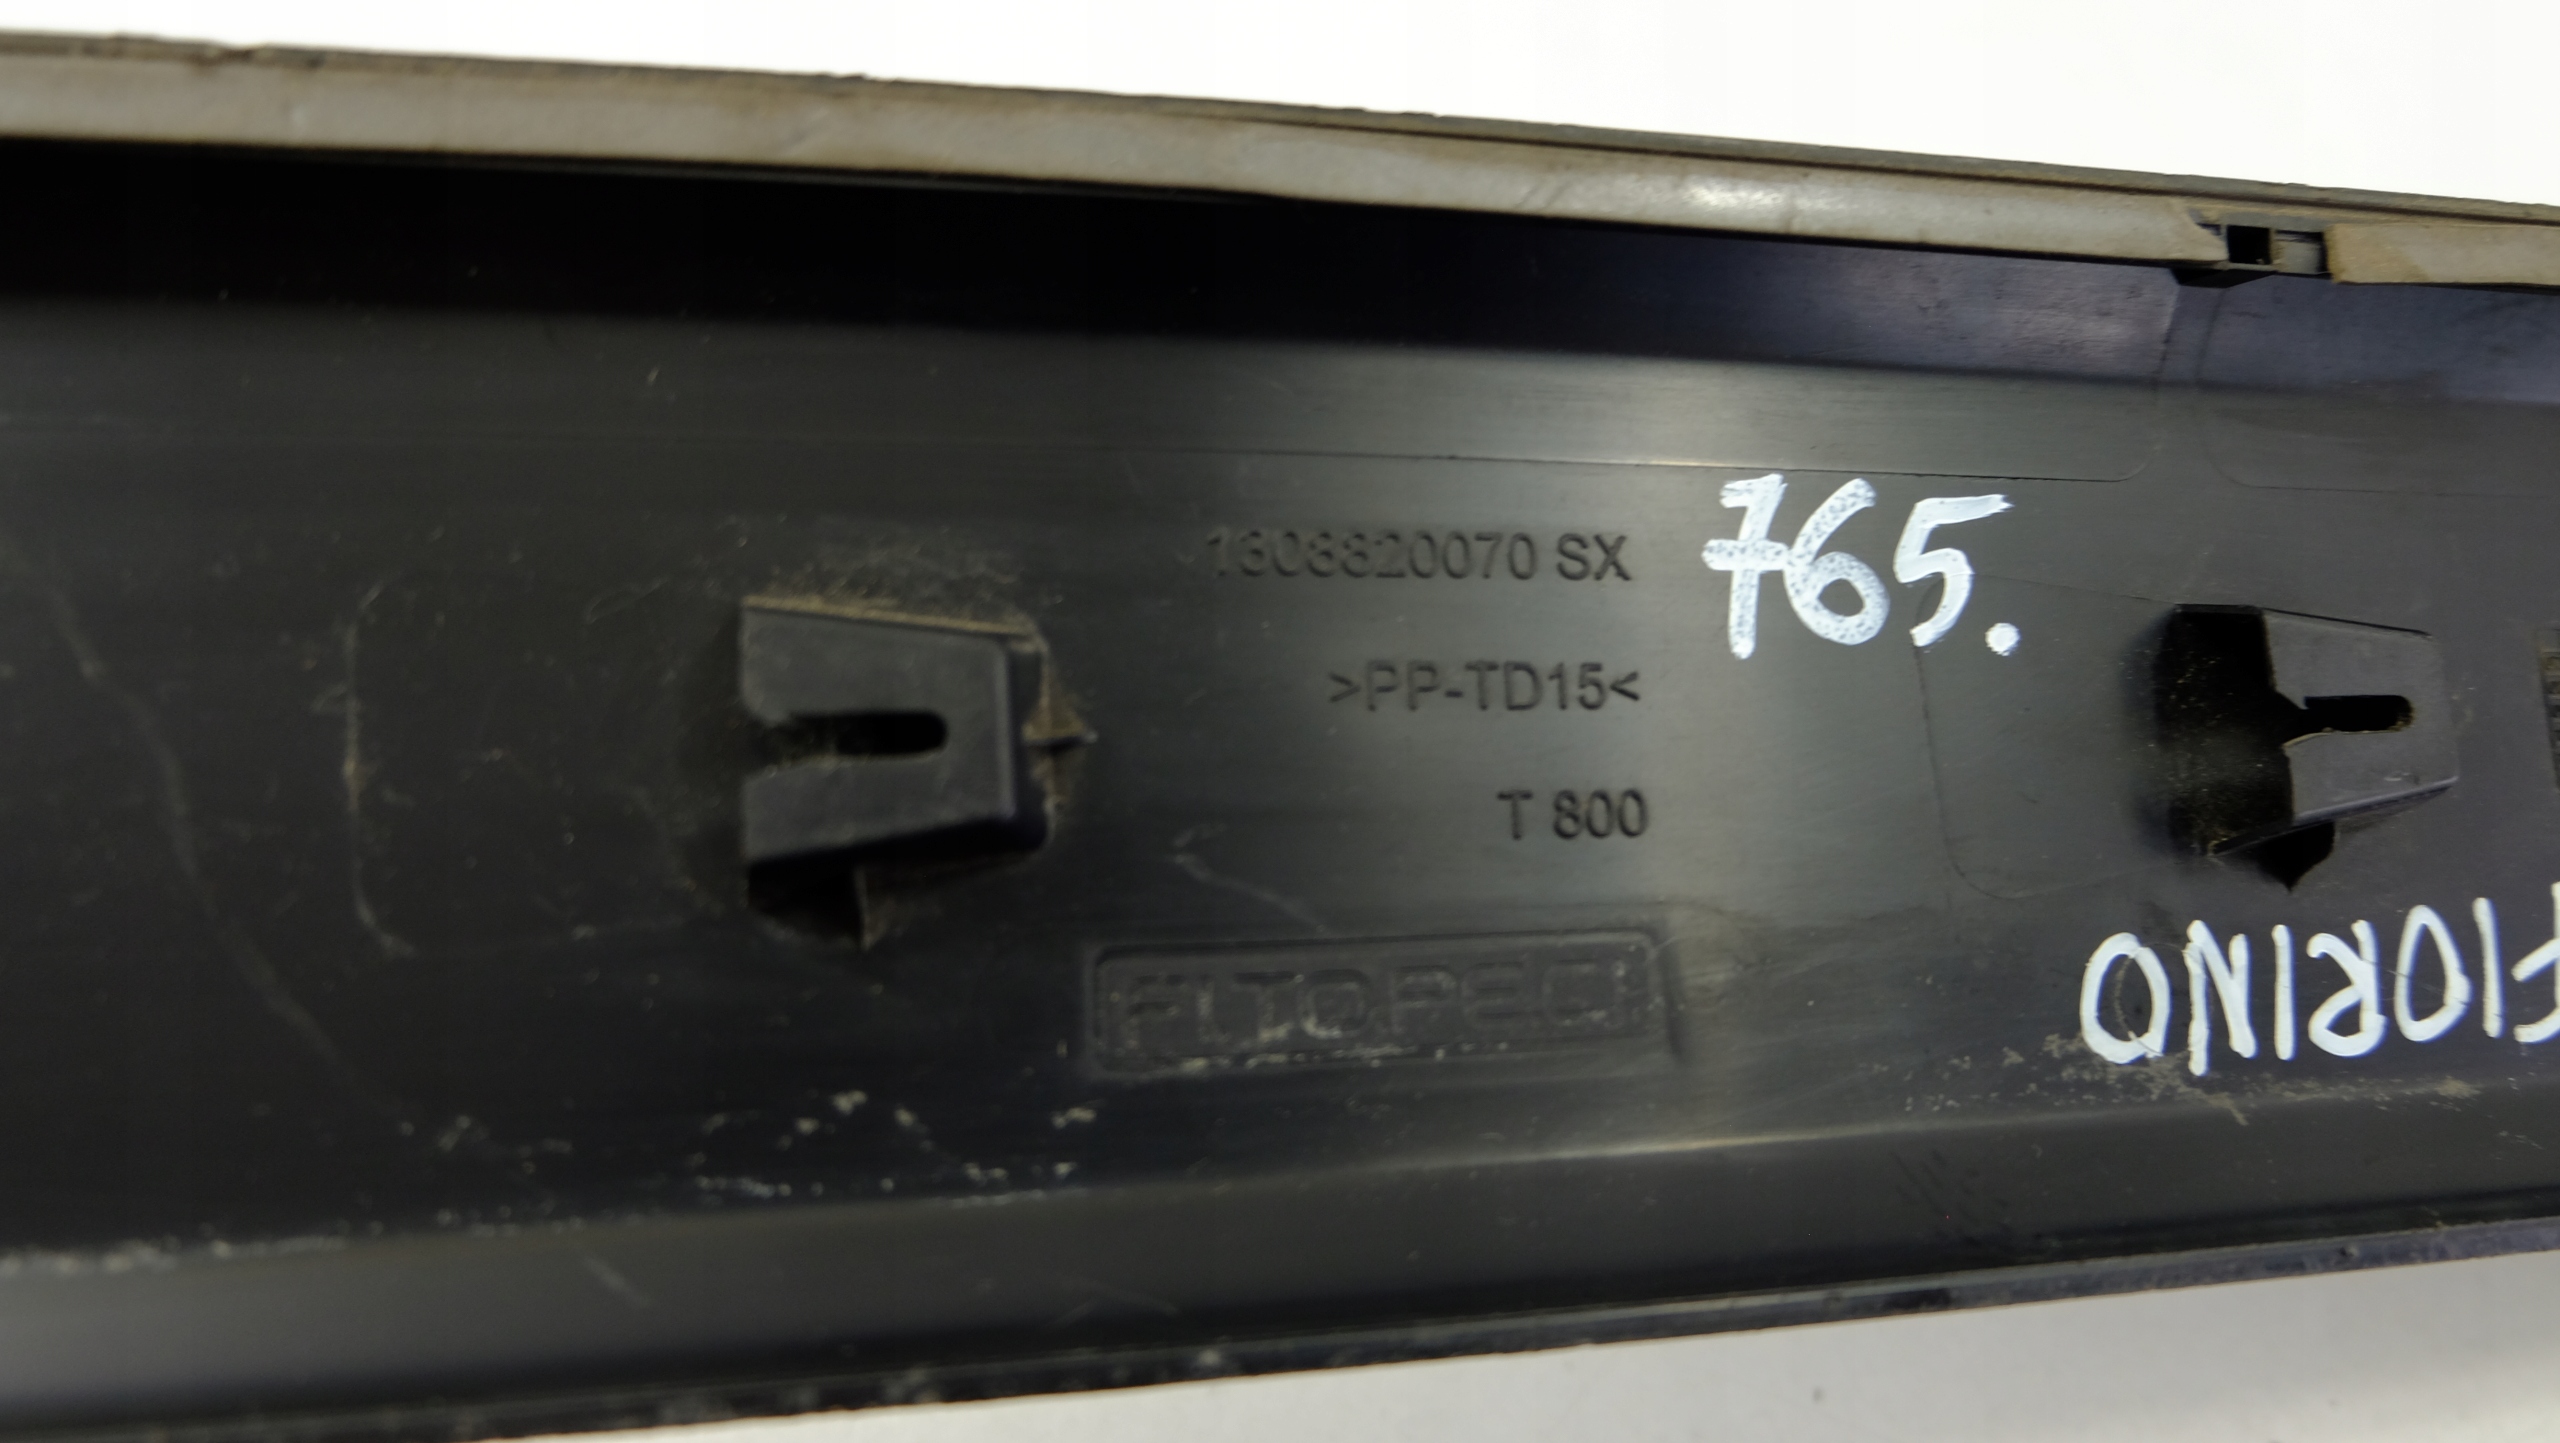 1308820070 SX
765.
>PP-TD15<
T 800
FIORINO